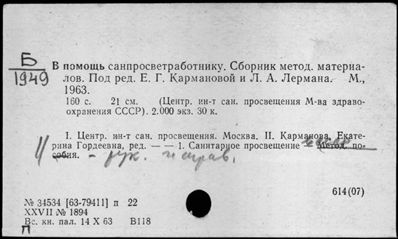 Б
1949
В помощь санпросветработнику. Сборник метод. материа-
лов. Под ред. Е. Г. Кармановой и Л. А. Лермана. М.,
1963.
160 с. 21 см. (Центр. ин-т сан. просвещения М-ва здраво-
охранения СССР). 2.000 экз. 30 к.
I. Центр. ин-т сан. просвещения. Москва. II. Карманова, Екате-
рина Гордеевна, ред. — — 1. Санитарное просвещение — Метод. по-
собия. - рук. и справ.
614(07)
№ 34534 [63-79411] п 22
XXVII № 1894
Вс. кн. пал. 14 X 63 В118
П